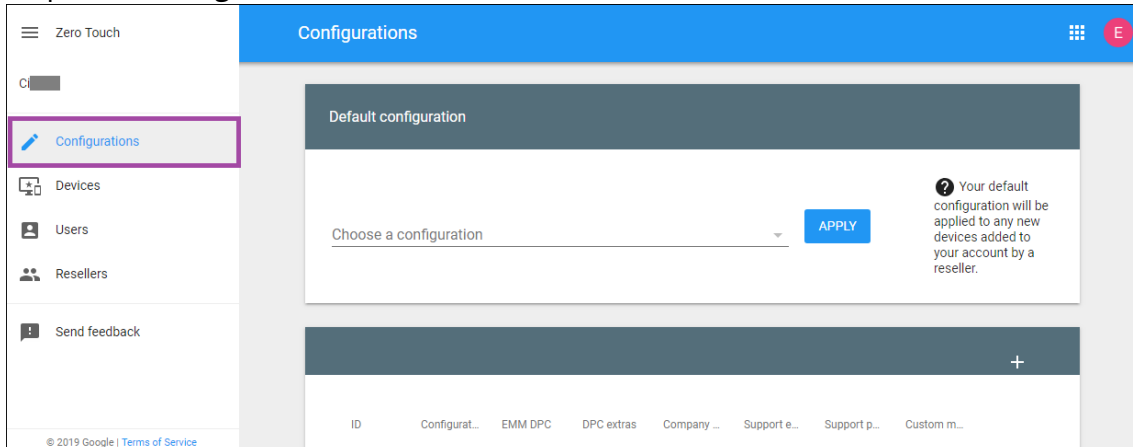 Zero Touch
Configurations
E
Ci
Default configuration
Configurations
Devices
Your default
configuration will be
applied to any new
devices added to
your account by a
reseller.
Users
Choose a configuration
APPLY
Resellers
Send feedback
+
ID Configurat... EMM DPC DPC extras Company ... Support e... Support p... Custom m...
© 2019 Google | Terms of Service